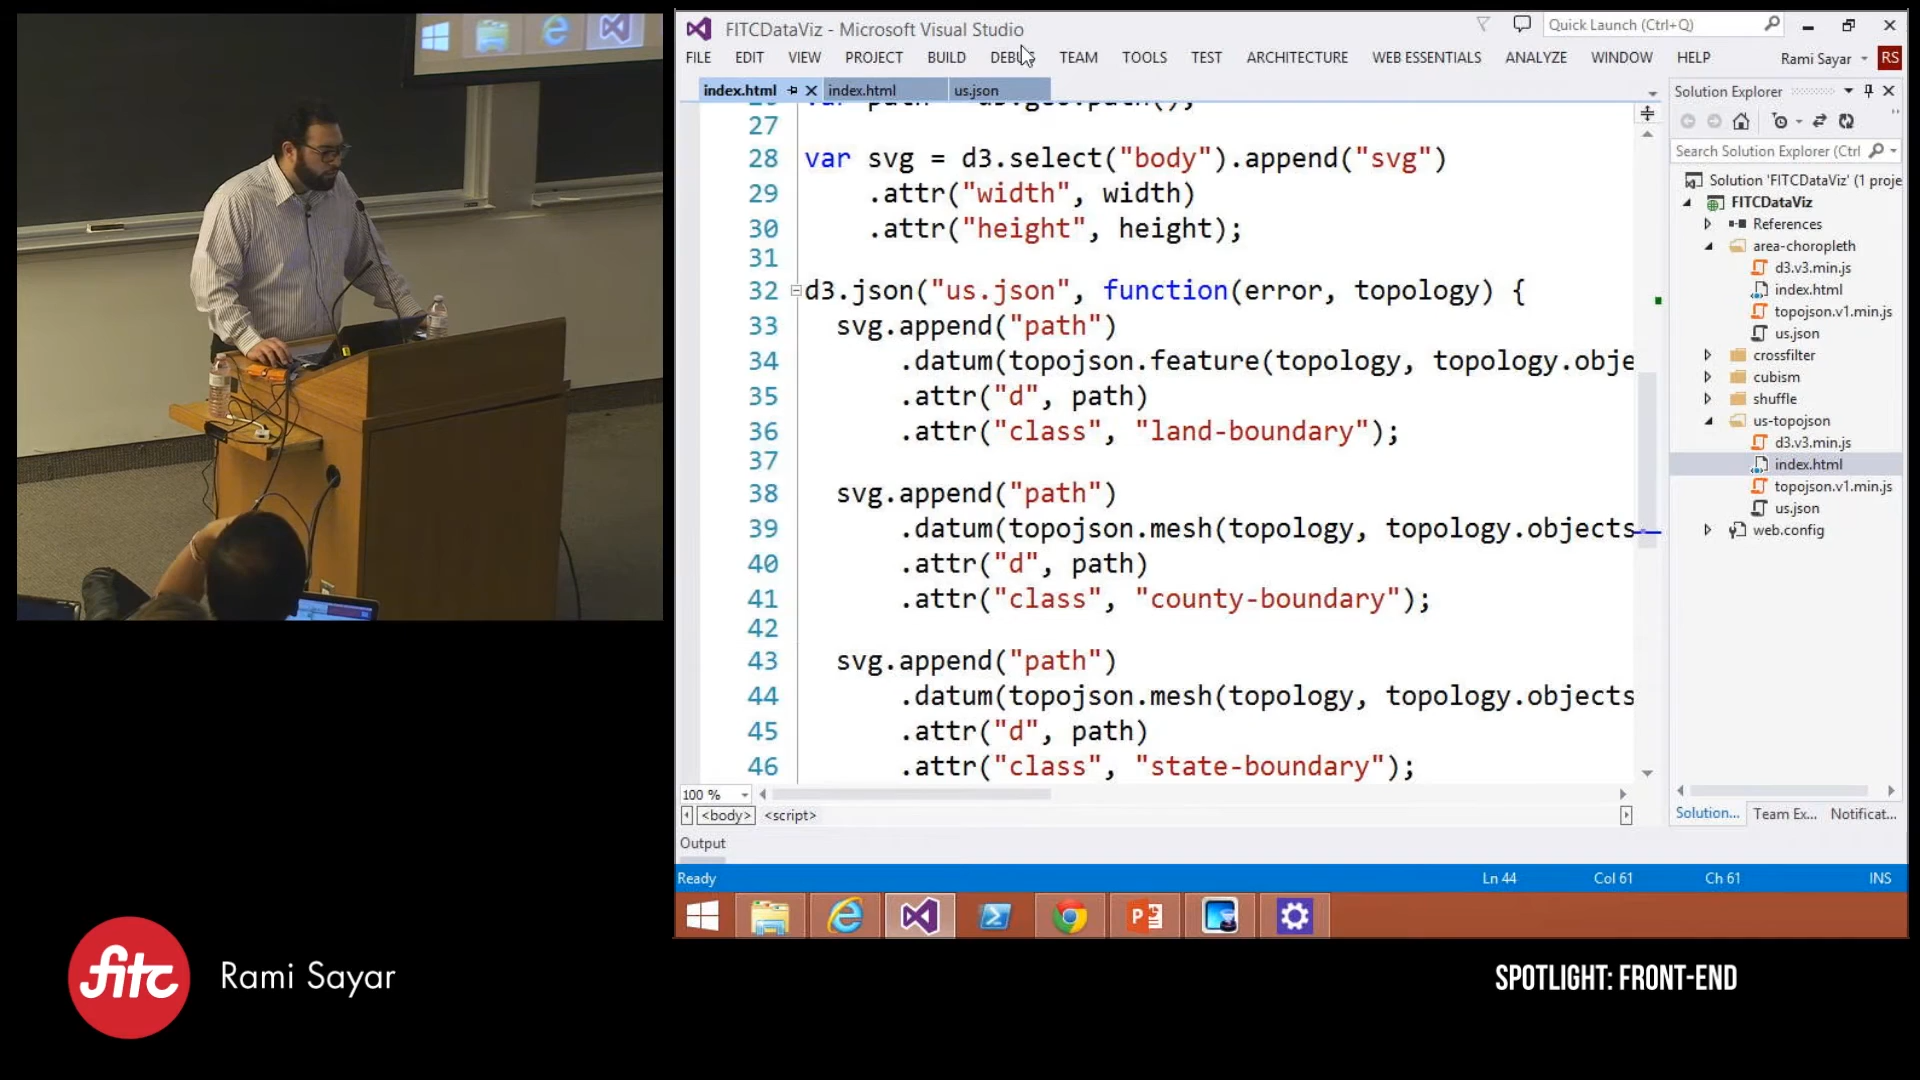 FITCDataViz - Microsoft Visual Studio
Quick Launch (Ctrl+Q)
FILE EDIT VIEW PROJECT BUILD DEBUG TEAM TOOLS TEST ARCHITECTURE WEB ESSENTIALS ANALYZE WINDOW HELP
Rami Sayar
RS
index.html
index.html
us.json
27
28 var svg = d3.select("body").append("svg")
29 .attr("width", width)
30 .attr("height", height);
31
32 d3.json("us.json", function(error, topology) {
33 svg.append("path")
34 .datum(topojson.feature(topology, topology.obje
35 .attr("d", path)
36 .attr("class", "land-boundary");
37
38 svg.append("path")
39 .datum(topojson.mesh(topology, topology.objects
40 .attr("d", path)
41 .attr("class", "county-boundary");
42
43 svg.append("path")
44 .datum(topojson.mesh(topology, topology.objects
45 .attr("d", path)
46 .attr("class", "state-boundary");
100 %
<body> <script>
Output
Ready
Ln 44
Col 61
Ch 61
INS
Solution Explorer
Search Solution Explorer (Ctrl
Solution 'FITCDataViz' (1 proje
FITCDataViz
References
area-choropleth
d3.v3.min.js
index.html
topojson.v1.min.js
us.json
crossfilter
cubism
shuffle
us-topojson
d3.v3.min.js
index.html
topojson.v1.min.js
us.json
web.config
Solution... Team Ex... Notificat...
fitc
Rami Sayar
SPOTLIGHT: FRONT-END